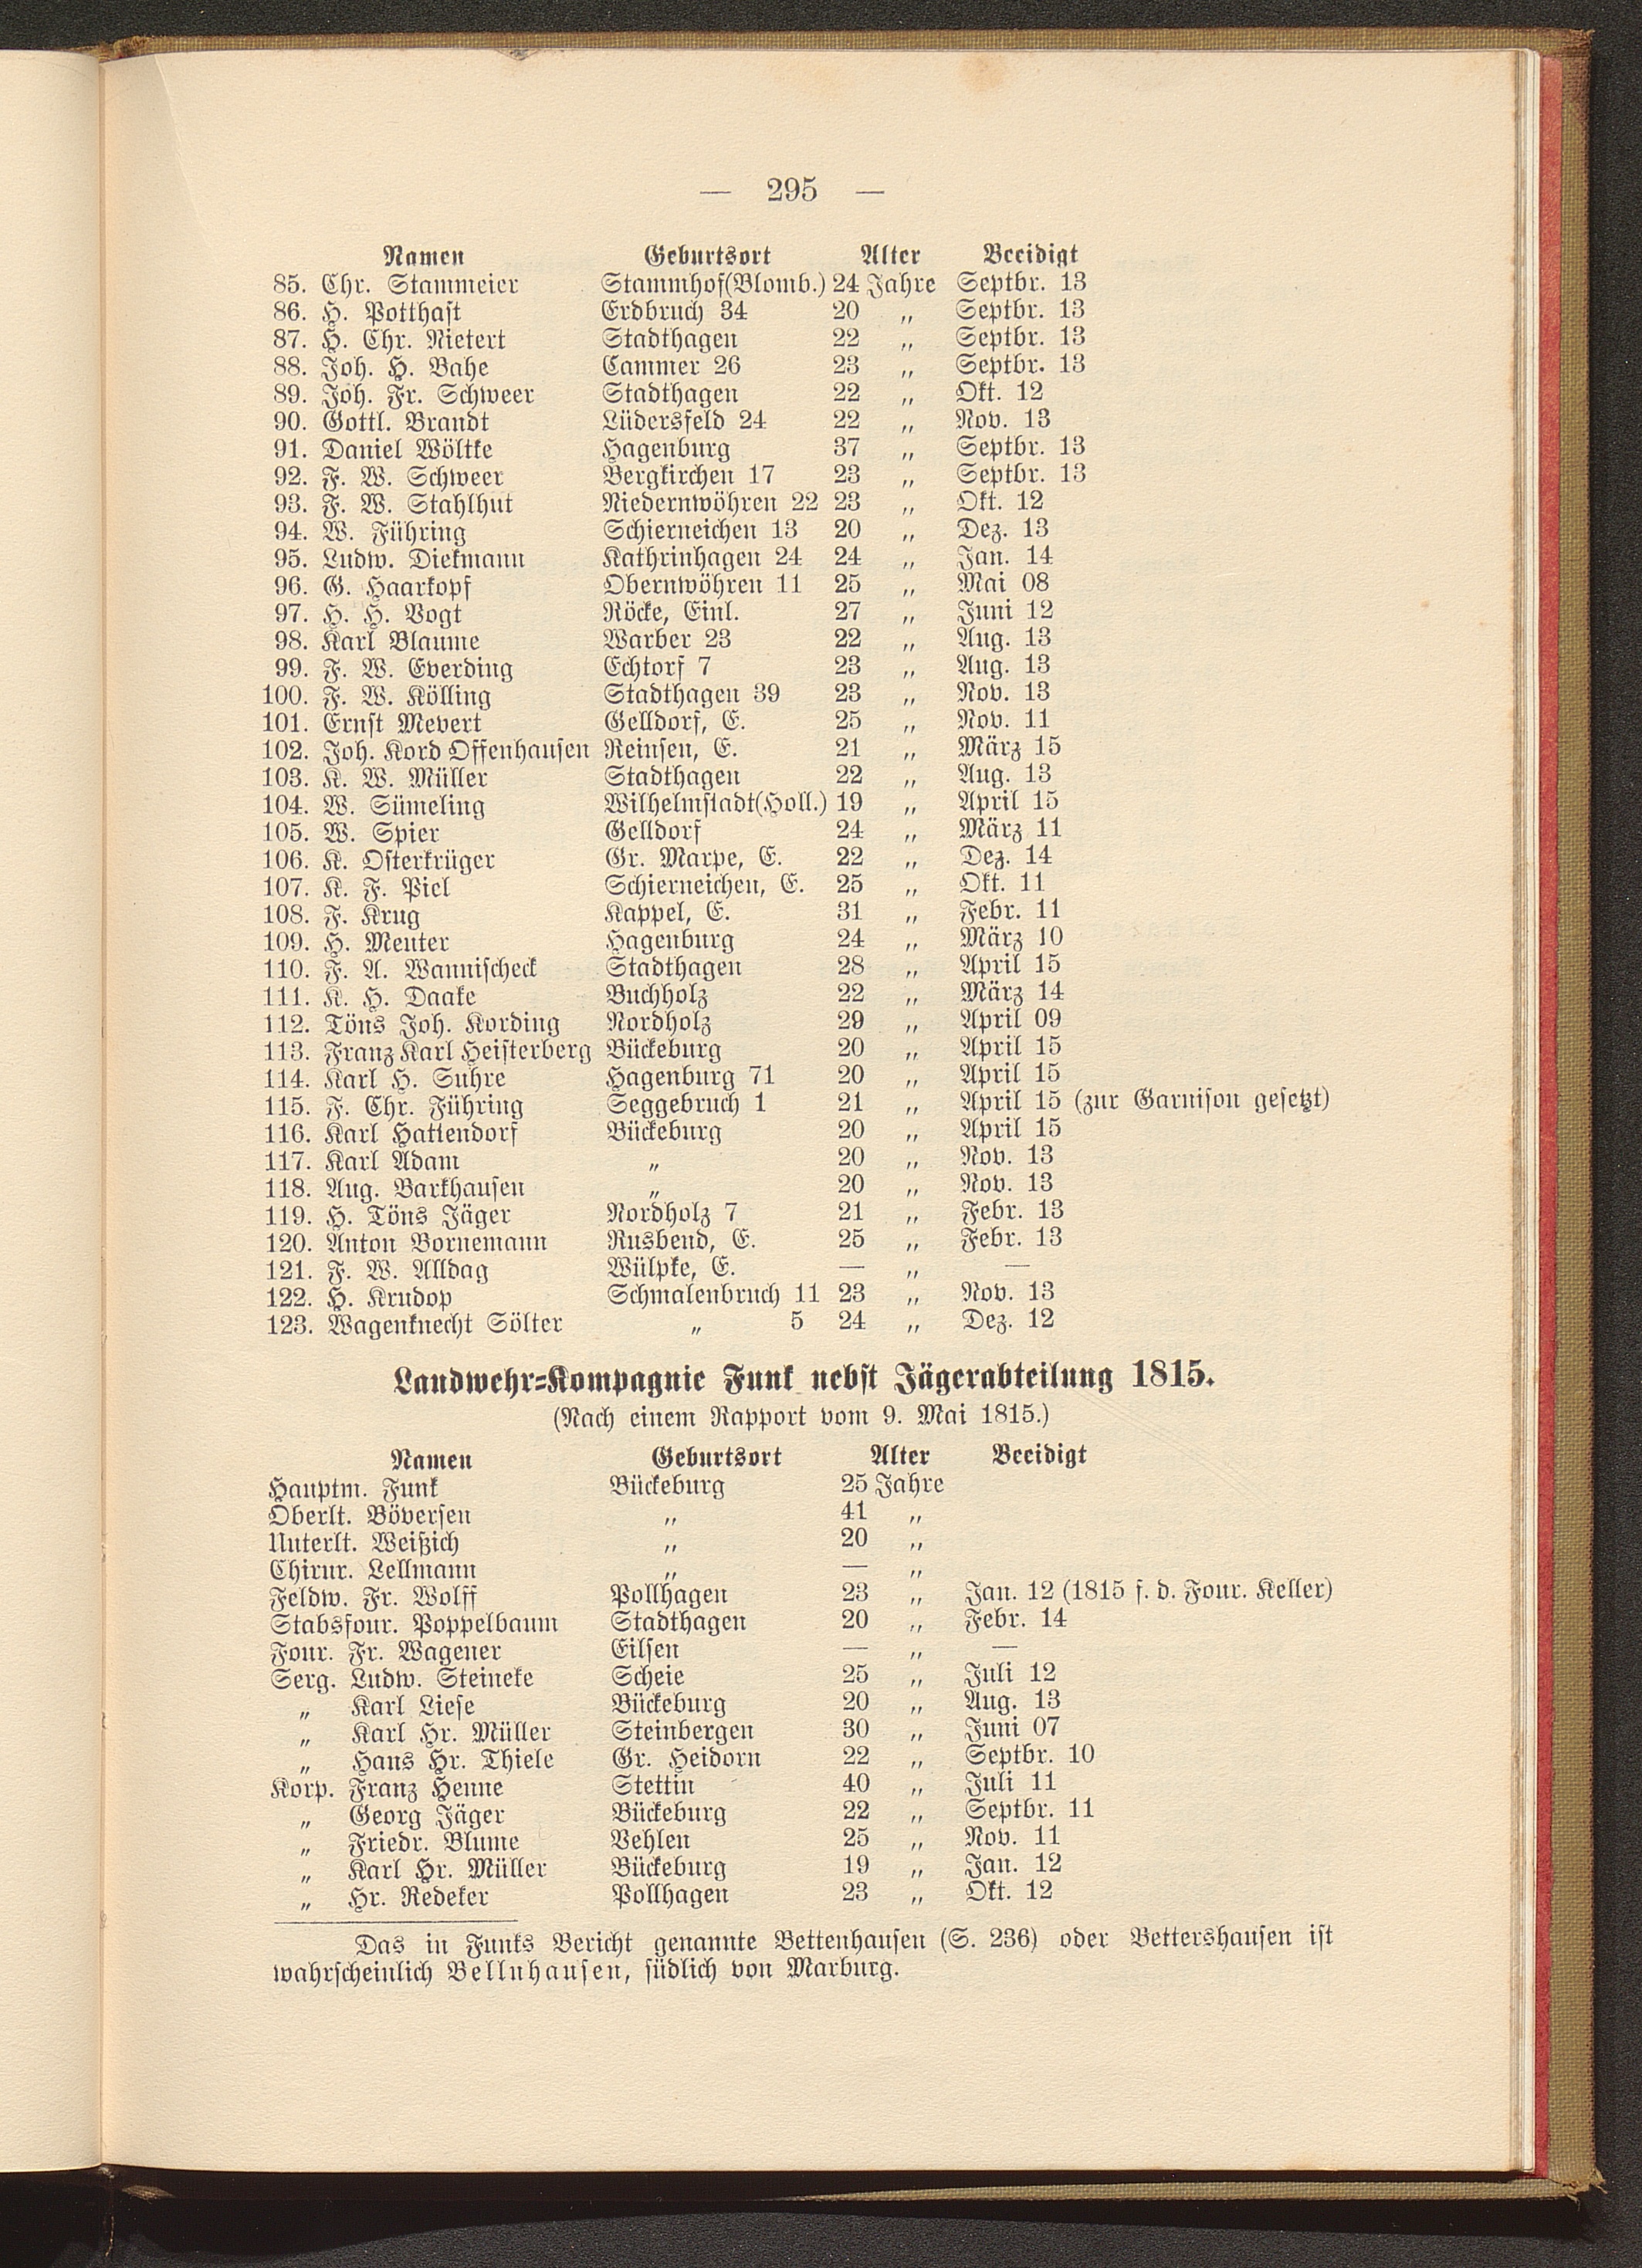 — 295 —
Namen Geburtsort Alter Beeidigt
85. Chr. Stammeier Stammhof(Blomb.) 24 Jahre Septbr. 13
86. H. Potthast Erdbruch 34 20 „ Septbr. 13
87. H. Chr. Nietert Stadthagen 22 „ Septbr. 13
88. Joh. H. Bahe Cammer 26 23 „ Septbr. 13
89. Joh. Fr. Schweer Stadthagen 22 „ Okt. 12
90. Gottl. Brandt Lüdersfeld 24 22 „ Nov. 13
91. Daniel Wöltke Hagenburg 37 „ Septbr. 13
92. F. W. Schweer Bergkirchen 17 23 „ Septbr. 13
93. F. W. Stahlhut Niedernwöhren 22 23 „ Okt. 12
94. W. Führing Schierneichen 13 20 „ Dez. 13
95. Ludw. Diekmann Kathrinhagen 24 24 „ Jan. 14
96. G. Haarkopf Obernwöhren 11 25 „ Mai 08
97. H. H. Vogt Röcke, Einl. 27 „ Juni 12
98. Karl Blaume Warber 23 22 „ Aug. 13
99. F. W. Everding Echtorf 7 23 „ Aug. 13
100. F. W. Kölling Stadthagen 39 23 „ Nov. 13
101. Ernst Mevert Gelldorf, E. 25 „ Nov. 11
102. Joh. Kord Offenhausen Reinsen, E. 21 „ März 15
103. K. W. Müller Stadthagen 22 „ Aug. 13
104. W. Sümeling Wilhelmstadt(Holl.) 19 „ April 15
105. W. Spier Gelldorf 24 „ März 11
106. K. Osterkrüger Gr. Marpe, E. 22 „ Dez. 14
107. K. F. Piel Schierneichen, E. 25 „ Okt. 11
108. F. Krug Kappel, E. 31 „ Febr. 11
109. H. Menter Hagenburg 24 „ März 10
110. F. A. Wannischeck Stadthagen 28 „ April 15
111. K. H. Daake Buchholz 22 „ März 14
112. Töns Joh. Kording Nordholz 29 „ April 09
113. Franz Karl Heisterberg Bückeburg 20 „ April 15
114. Karl H. Suhre Hagenburg 71 20 „ April 15
115. F. Chr. Führing Seggebruch 1 21 „ April 15 (zur Garnison gesetzt)
116. Karl Hattendorf Bückeburg 20 „ April 15
117. Karl Adam „ 20 „ Nov. 13
118. Aug. Barkhausen „ 20 „ Nov. 13
119. H. Töns Jäger Nordholz 7 21 „ Febr. 13
120. Anton Bornemann Rusbend, E. 25 „ Febr. 13
121. F. W. Alldag Wülpke, E. — „ —
122. H. Krudop Schmalenbruch 11 23 „ Nov. 13
123. Wagenknecht Sölter „ 5 24 „ Dez. 12
Landwehr-Kompagnie Funk nebst Jägerabteilung 1815.
(Nach einem Rapport vom 9. Mai 1815.)
Namen Geburtsort Alter Beeidigt
Hauptm. Funk Bückeburg 25 Jahre
Oberlt. Böversen „ 41 „
Unterlt. Weißich „ 20 „
Chirur. Lellmann „ — „
Feldw. Fr. Wolff Pollhagen 23 „ Jan. 12 (1815 f. d. Four. Keller)
Stabsfour. Poppelbaum Stadthagen 20 „ Febr. 14
Four. Fr. Wagener Eilsen — „ —
Serg. Ludw. Steineke Scheie 25 „ Juli 12
„ Karl Liese Bückeburg 20 „ Aug. 13
„ Karl Hr. Müller Steinbergen 30 „ Juni 07
„ Hans Hr. Thiele Gr. Heidorn 22 „ Septbr. 10
Korp. Franz Henne Stettin 40 „ Juli 11
„ Georg Jäger Bückeburg 22 „ Septbr. 11
„ Friedr. Blume Vehlen 25 „ Nov. 11
„ Karl Hr. Müller Bückeburg 19 „ Jan. 12
„ Hr. Redeker Pollhagen 23 „ Okt. 12
Das in Funks Bericht genannte Bettenhausen (S. 236) oder Bettershausen ist
wahrscheinlich Bellnhausen, südlich von Marburg.